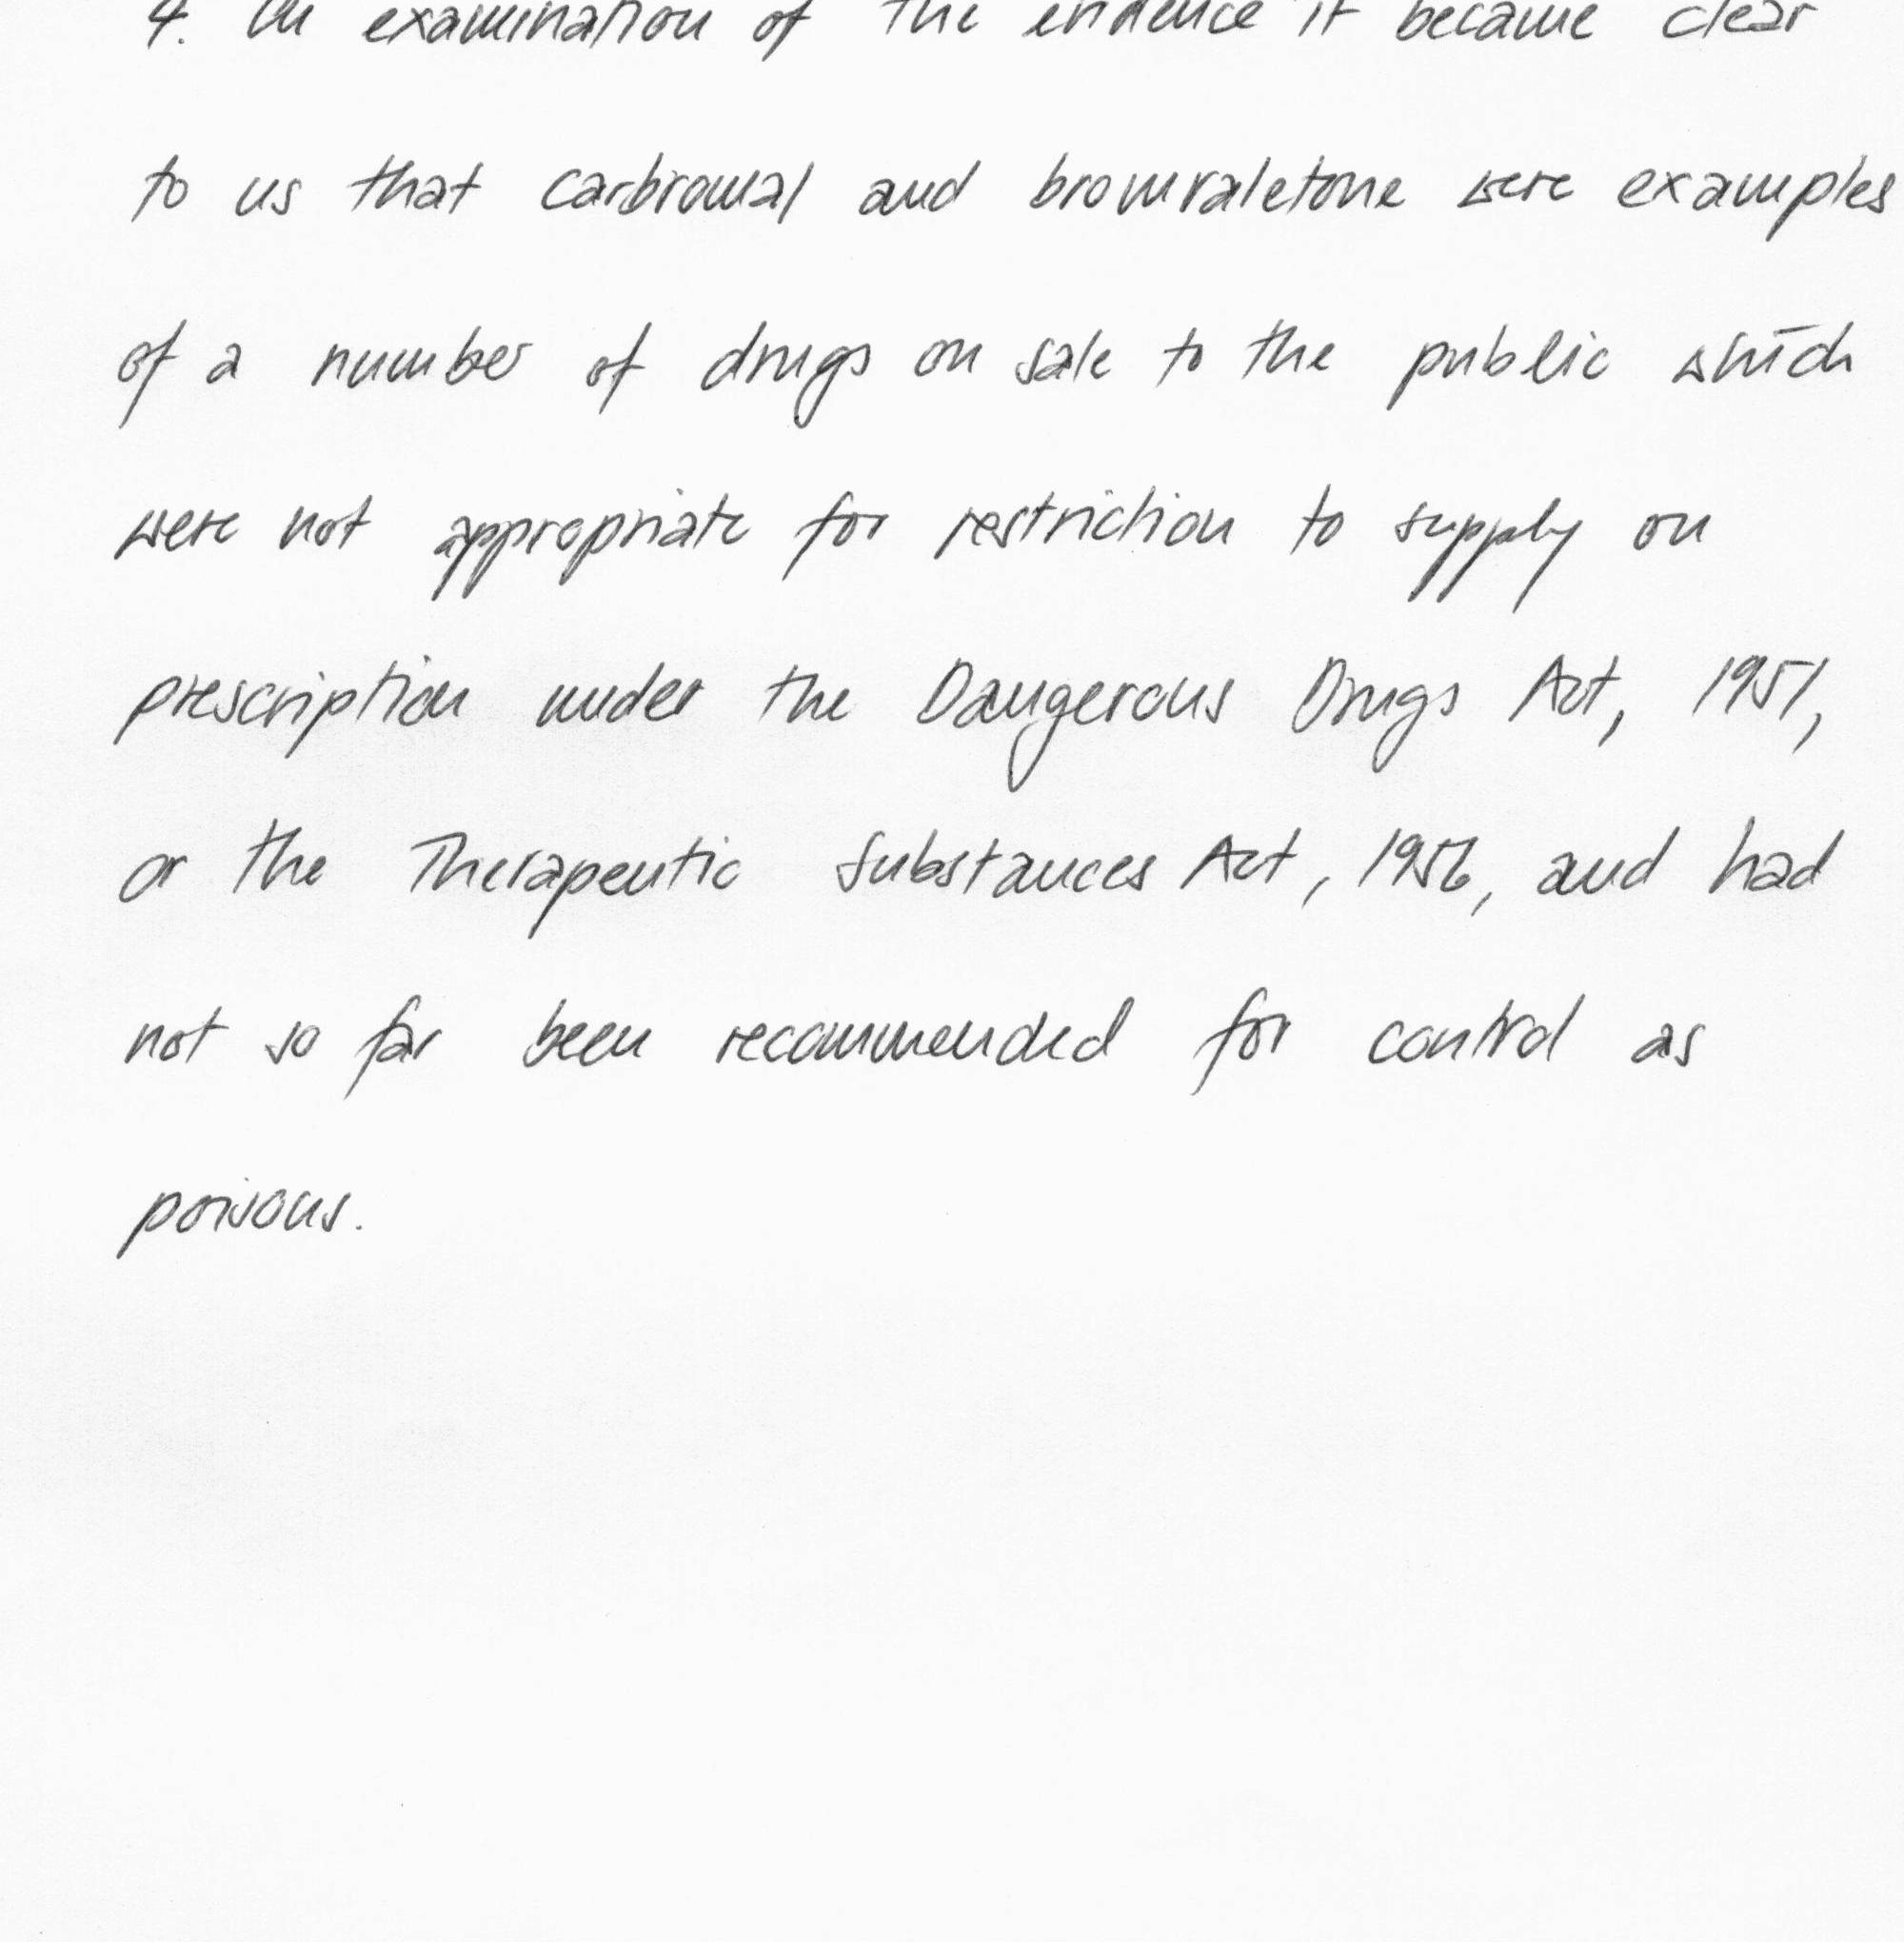 4. On examination of the evidence it became clear
to us that carbromal and bromvaletone were examples
of a number of drugs on sale to the public which
were not appropriate for restriction to supply on
prescription under the Dangerous Drugs Act, 1951,
or the Therapeutic Substances Act, 1956, and had
not so far been recommended for control as
poisons.